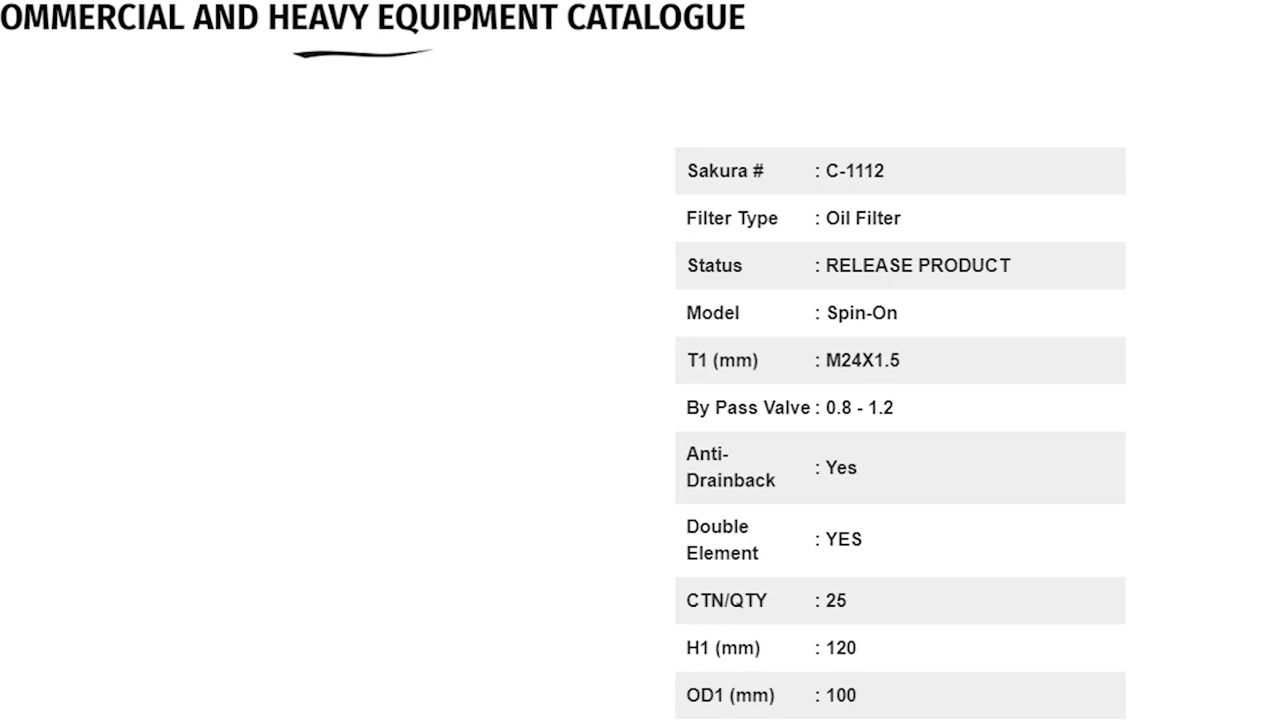 OMMERCIAL AND HEAVY EQUIPMENT CATALOGUE
Sakura # : C-1112
Filter Type : Oil Filter
Status : RELEASE PRODUCT
Model : Spin-On
T1 (mm) : M24X1.5
By Pass Valve : 0.8 - 1.2
Anti-
Drainback : Yes
Double
Element : YES
CTN/QTY : 25
H1 (mm) : 120
OD1 (mm) : 100